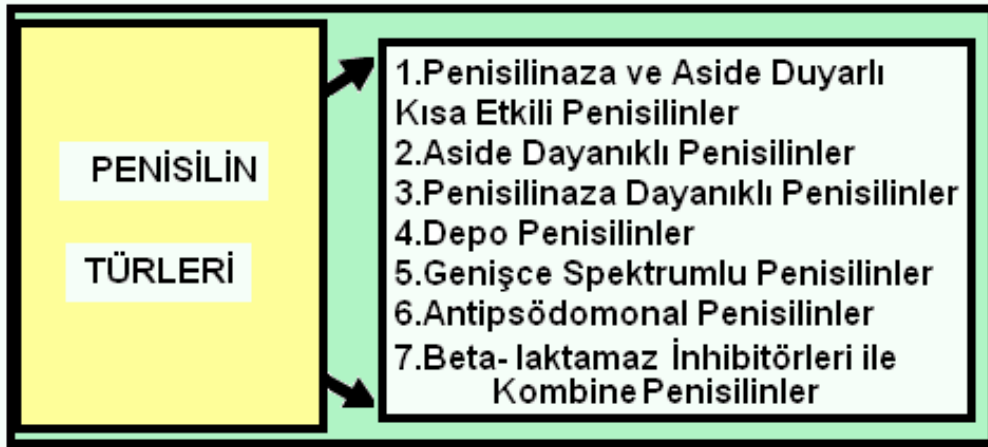 PENİSİLİN
TÜRLERİ
1.Penisilinaza ve Aside Duyarlı
Kısa Etkili Penisilinler
2.Aside Dayanıklı Penisilinler
3.Penisilinaza Dayanıklı Penisilinler
4.Depo Penisilinler
5.Genişce Spektrumlu Penisilinler
6.Antipsödomonal Penisilinler
7.Beta- laktamaz İnhibitörleri ile
Kombine Penisilinler